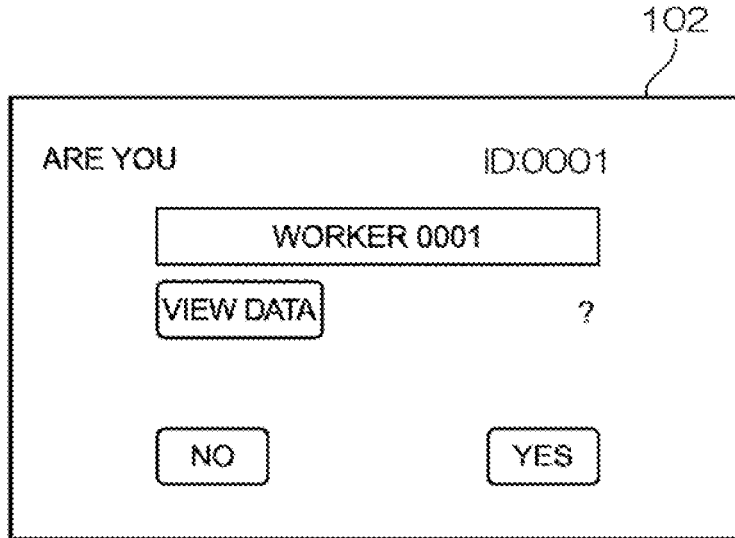 102
ARE YOU ID:0001
WORKER 0001
VIEW DATA ?
NO YES